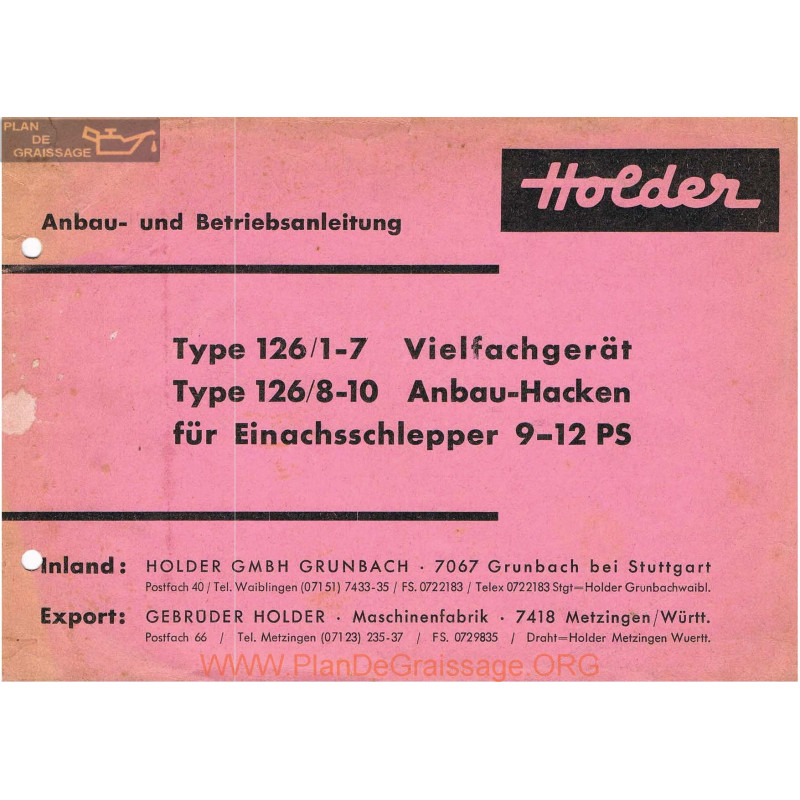 PLAN
DE
GRAISSAGE
Holder
Anbau- und Betriebsanleitung
Type 126/1-7 Vielfachgerät
Type 126/8-10 Anbau-Hacken
für Einachsschlepper 9–12 PS
Inland: HOLDER GMBH GRUNBACH · 7067 Grunbach bei Stuttgart
Postfach 40 / Tel. Waiblingen (07151) 7433-35 / FS. 0722183 / Telex 0722183 Stgt=Holder Grunbachwaibl.
Export: GEBRÜDER HOLDER · Maschinenfabrik · 7418 Metzingen/Württ.
Postfach 66 / Tel. Metzingen (07123) 235-37 / FS. 0729835 / Draht=Holder Metzingen Wuertt.
WWW.PLANDEGRAISSAGE.ORG